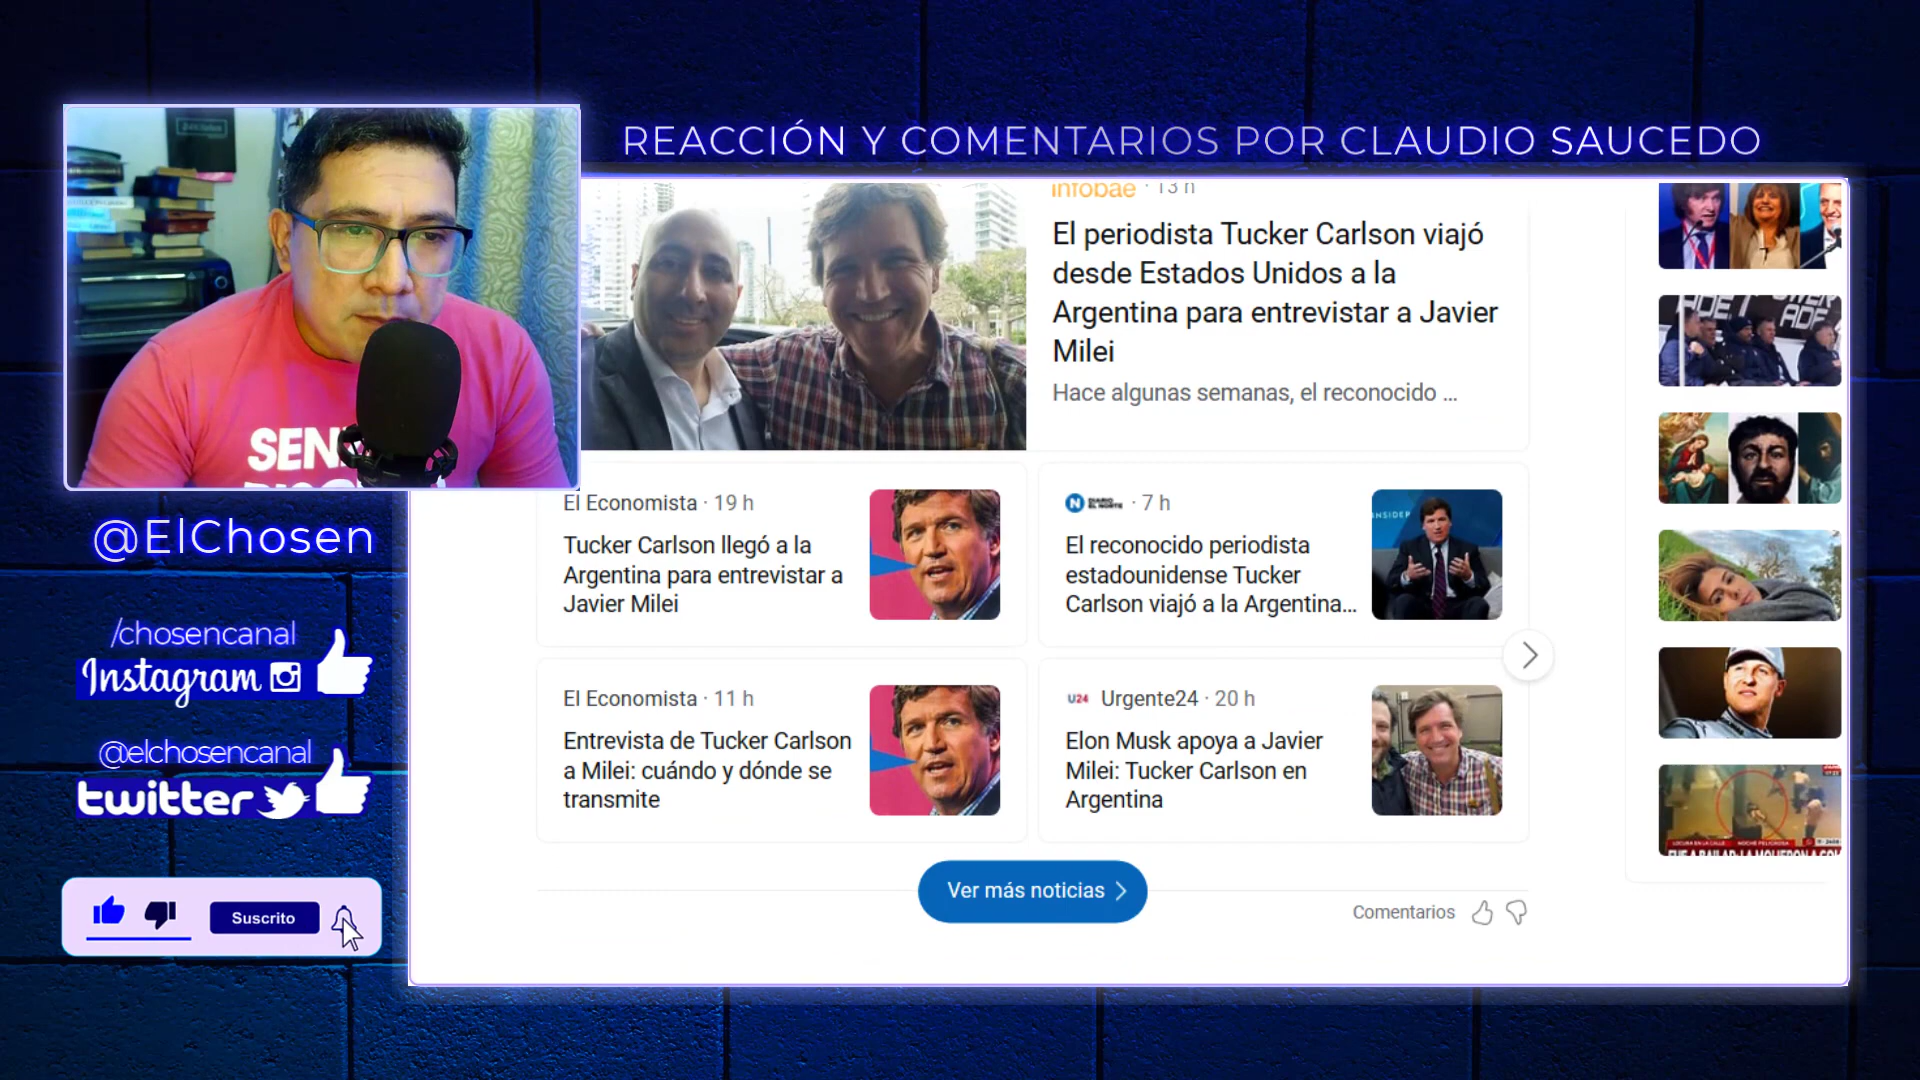 REACCIÓN Y COMENTARIOS POR CLAUDIO SAUCEDO
infobae · 13 h
El periodista Tucker Carlson viajó
desde Estados Unidos a la
Argentina para entrevistar a Javier
Milei
Hace algunas semanas, el reconocido ...
El Economista · 19 h
Tucker Carlson llegó a la
Argentina para entrevistar a
Javier Milei
DIARIO
EL NORTE · 7 h
El reconocido periodista
estadounidense Tucker
Carlson viajó a la Argentina...
INSIDER
El Economista · 11 h
Entrevista de Tucker Carlson
a Milei: cuándo y dónde se
transmite
U24 Urgente24 · 20 h
Elon Musk apoya a Javier
Milei: Tucker Carlson en
Argentina
Ver más noticias
Comentarios
@ElChosen
/chosencanal
Instagram
@elchosencanal
twitter
Suscrito